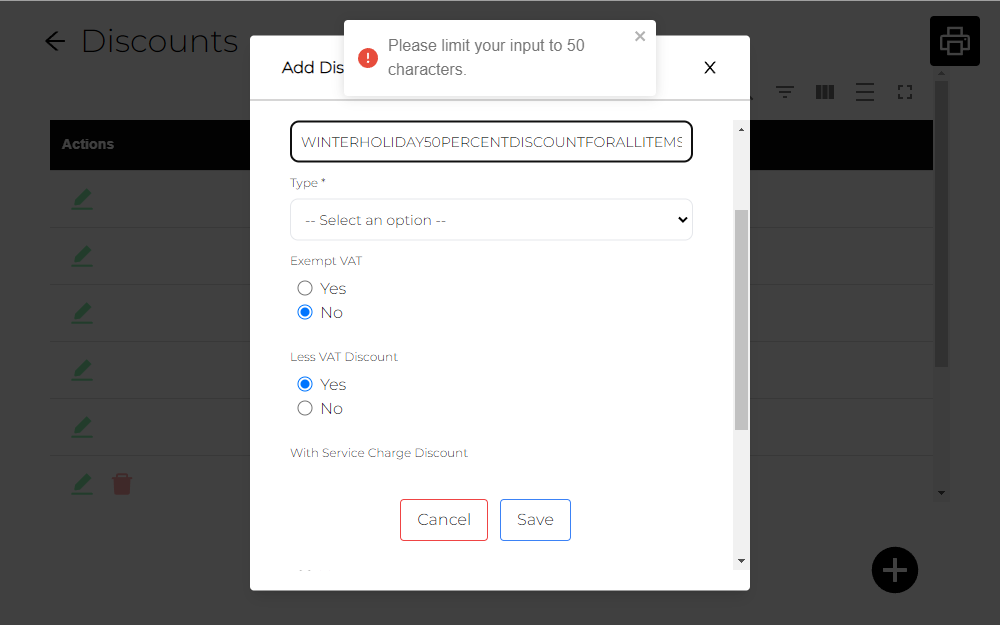 Discounts
Please limit your input to 50
characters.
Add Dis
X
Actions
WINTERHOLIDAY50PERCENTDISCOUNTFORALLITEMS
Type *
-- Select an option --
Exempt VAT
Yes
No
Less VAT Discount
Yes
No
With Service Charge Discount
Cancel
Save